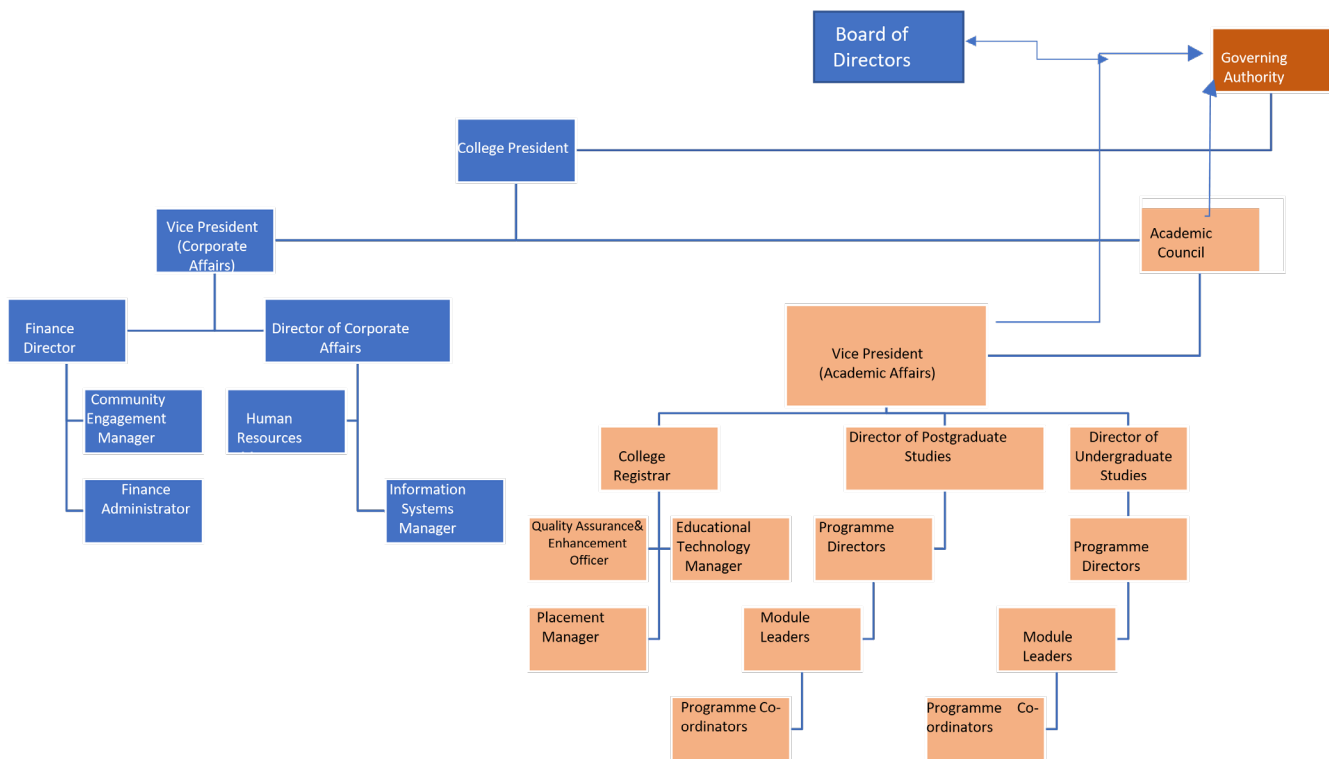 Board of
Directors
Governing
Authority
College President
Vice President
(Corporate
Affairs)
Academic
Council
Finance
Director
Director of Corporate
Affairs
Vice President
(Academic Affairs)
Community
Engagement
Manager
Human
Resources
Finance
Administrator
Information
Systems
Manager
College
Registrar
Director of Postgraduate
Studies
Director of
Undergraduate
Studies
Quality Assurance&
Enhancement
Officer
Educational
Technology
Manager
Programme
Directors
Programme
Directors
Placement
Manager
Module
Leaders
Module
Leaders
Programme Co-
ordinators
Programme Co-
ordinators